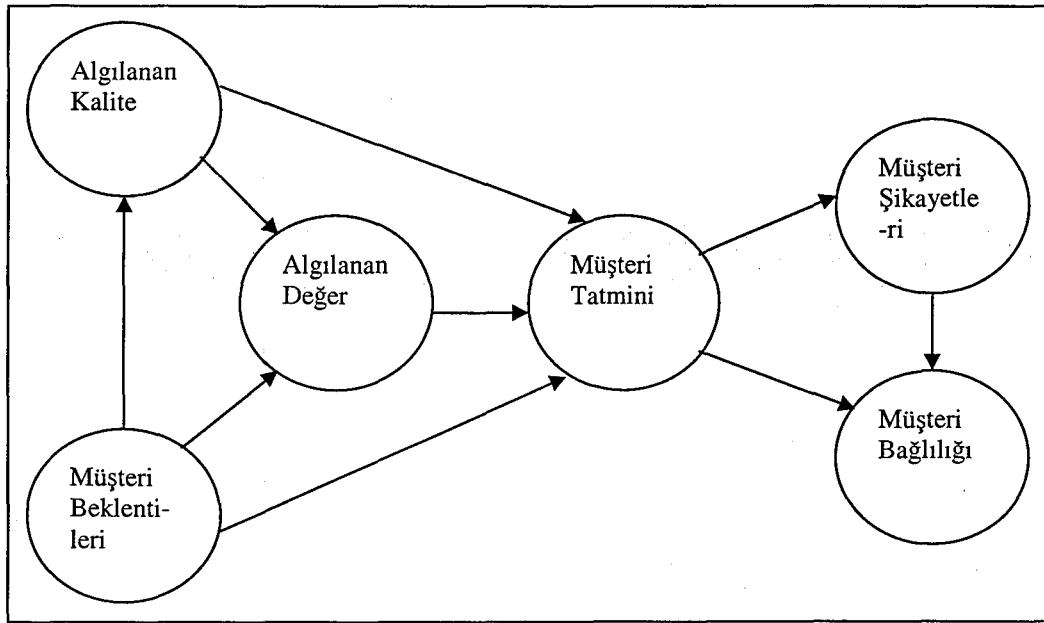 Algılanan
Kalite
Algılanan
Değer
Müşteri
Beklenti-
leri
Müşteri
Tatmini
Müşteri
Şikayetle
-ri
Müşteri
Bağlılığı